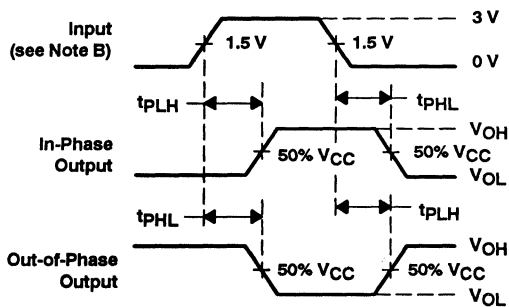 Input
(see Note B)
1.5 V
1.5 V
3 V
0 V
tPLH
tPHL
In-Phase
Output
50% VCC
50% VCC
VOH
VOL
tPHL
tPLH
Out-of-Phase
Output
50% VCC
50% VCC
VOH
VOL